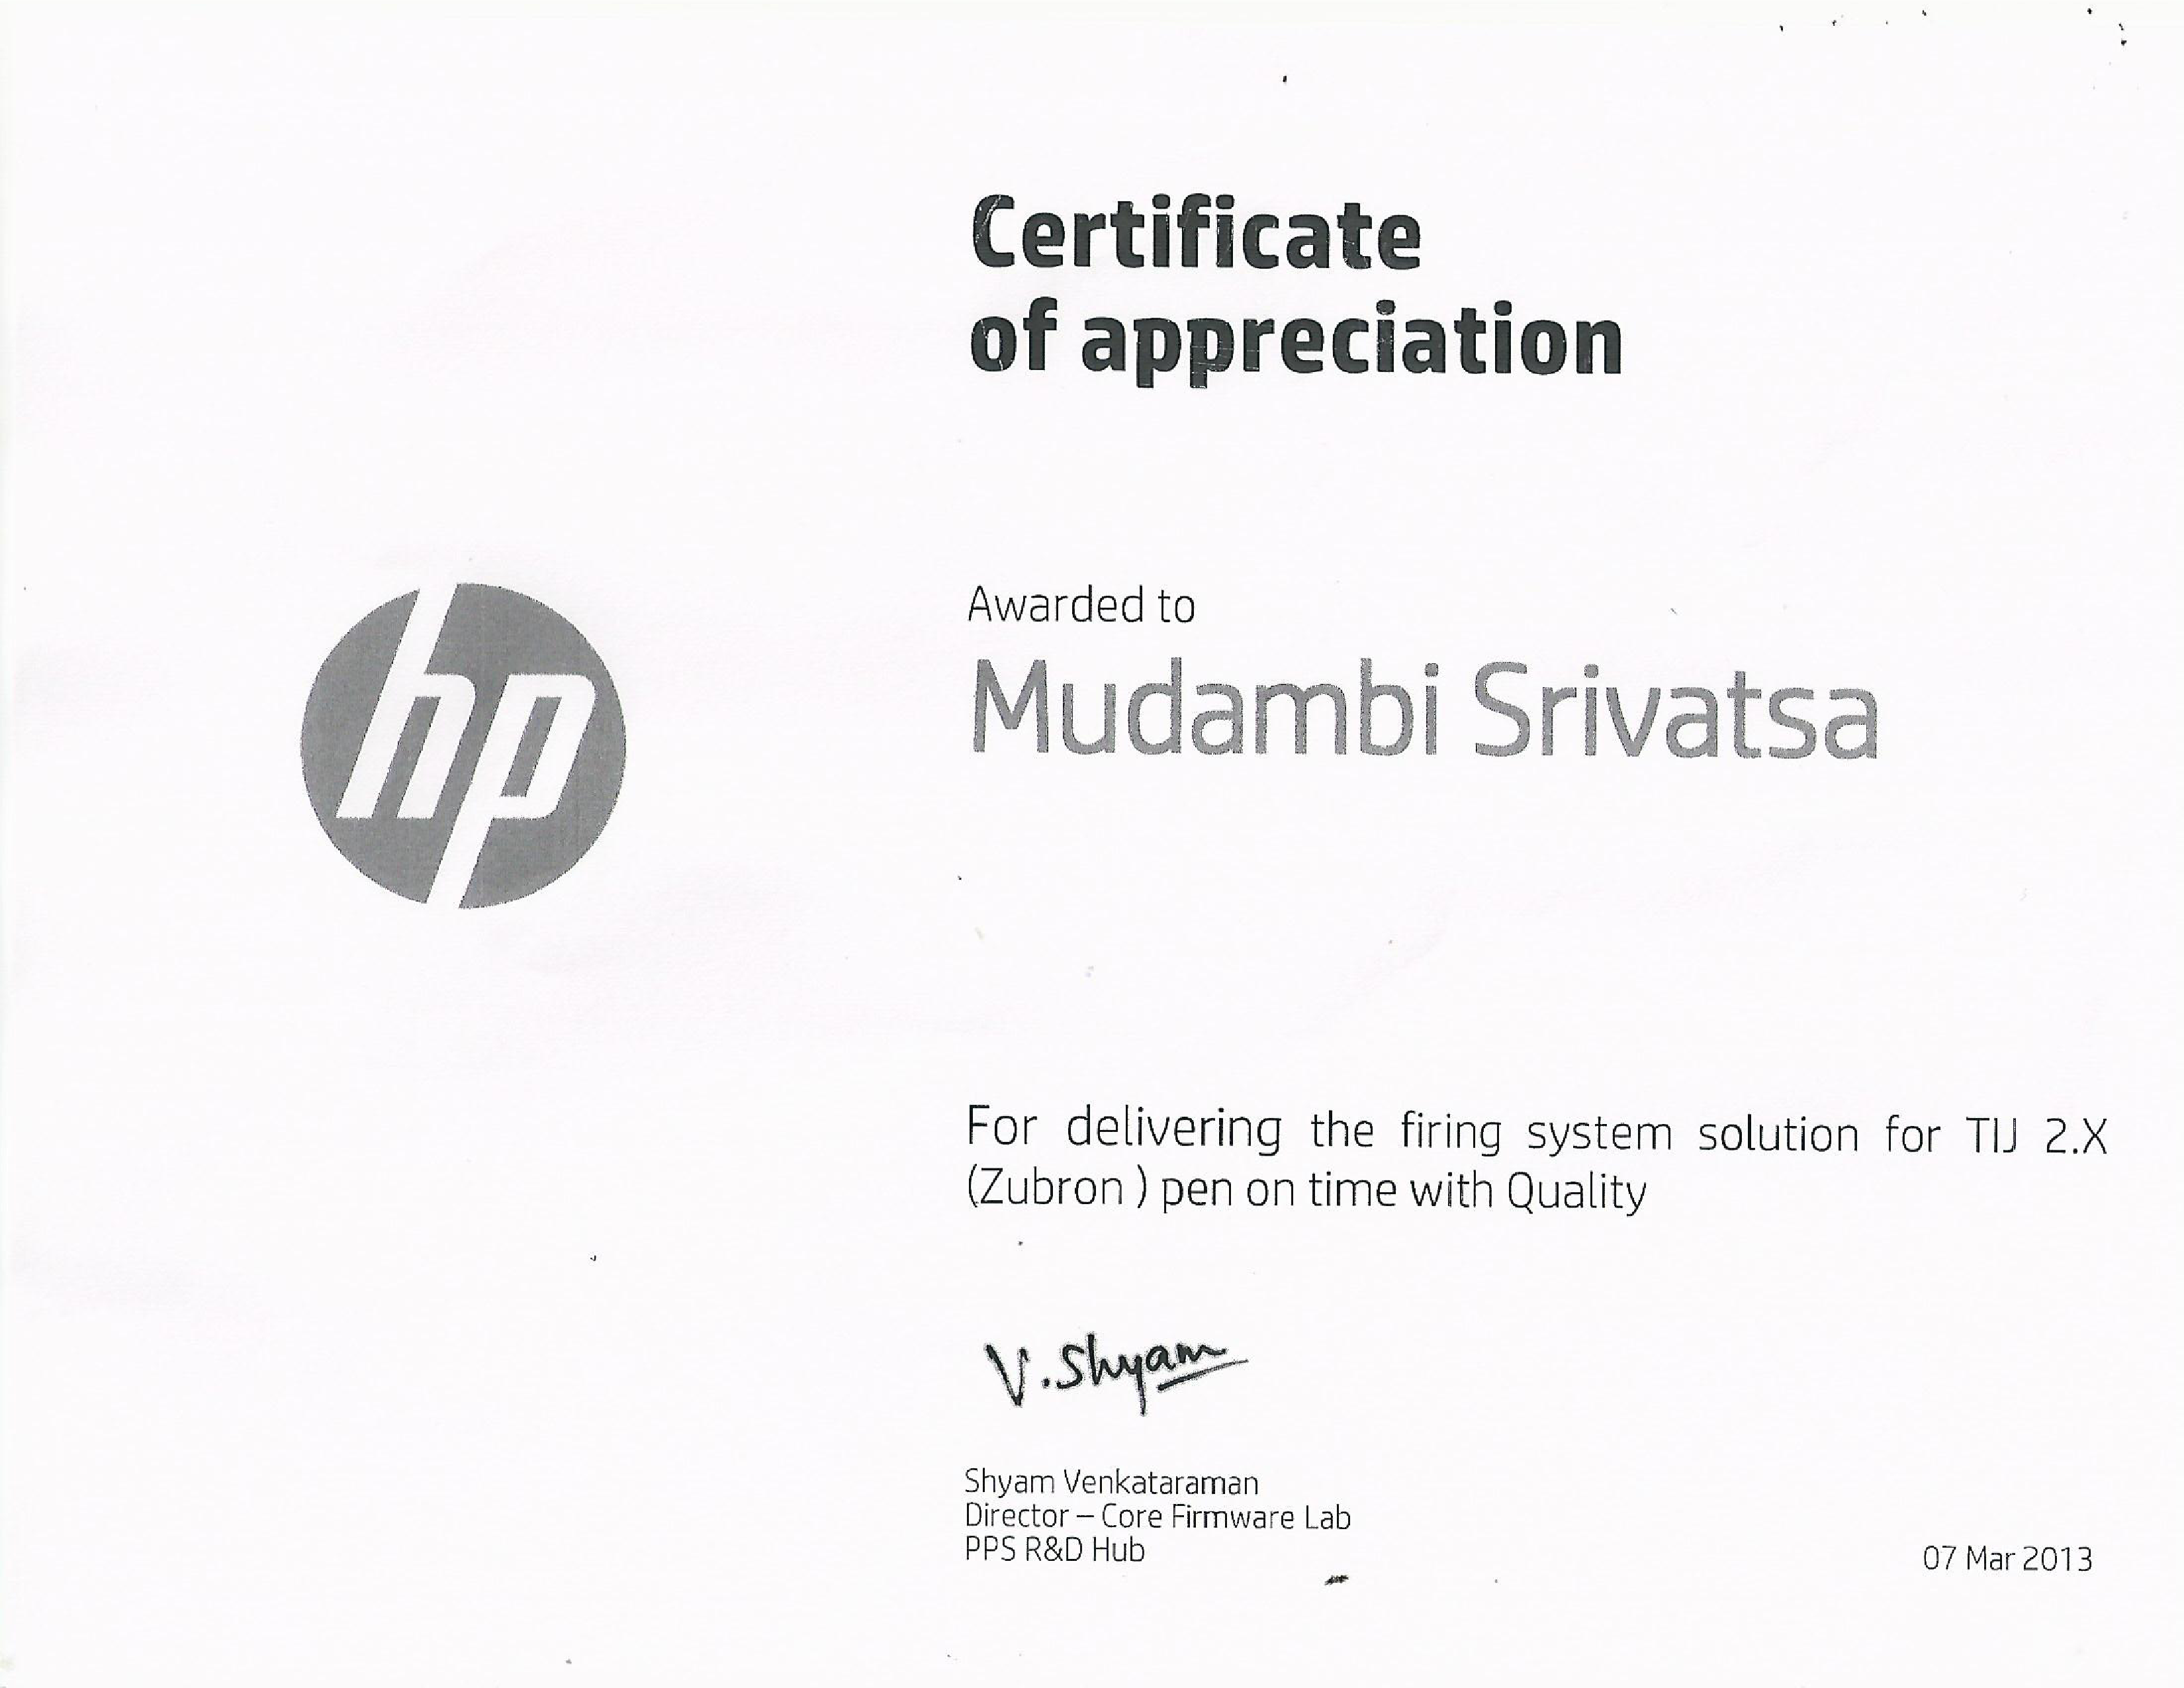 Certificate
of appreciation
hp
Awarded to
Mudambi Srivatsa
For delivering the firing system solution for TIJ 2.X
(Zubron ) pen on time with Quality
V.Shyam
Shyam Venkataraman
Director – Core Firmware Lab
PPS R&D Hub
07 Mar 2013